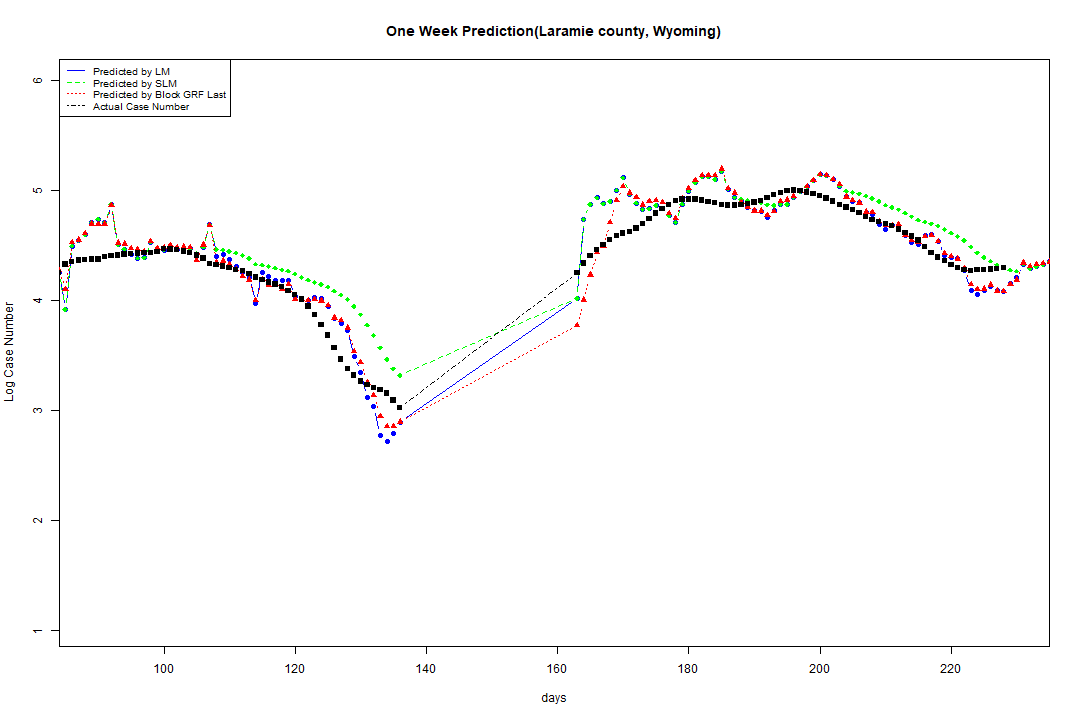 One Week Prediction(Laramie county, Wyoming)
Predicted by LM
Predicted by SLM
Predicted by Block GRF Last
Actual Case Number
6
5
4
3
2
1
Log Case Number
100 120 140 160 180 200 220
days